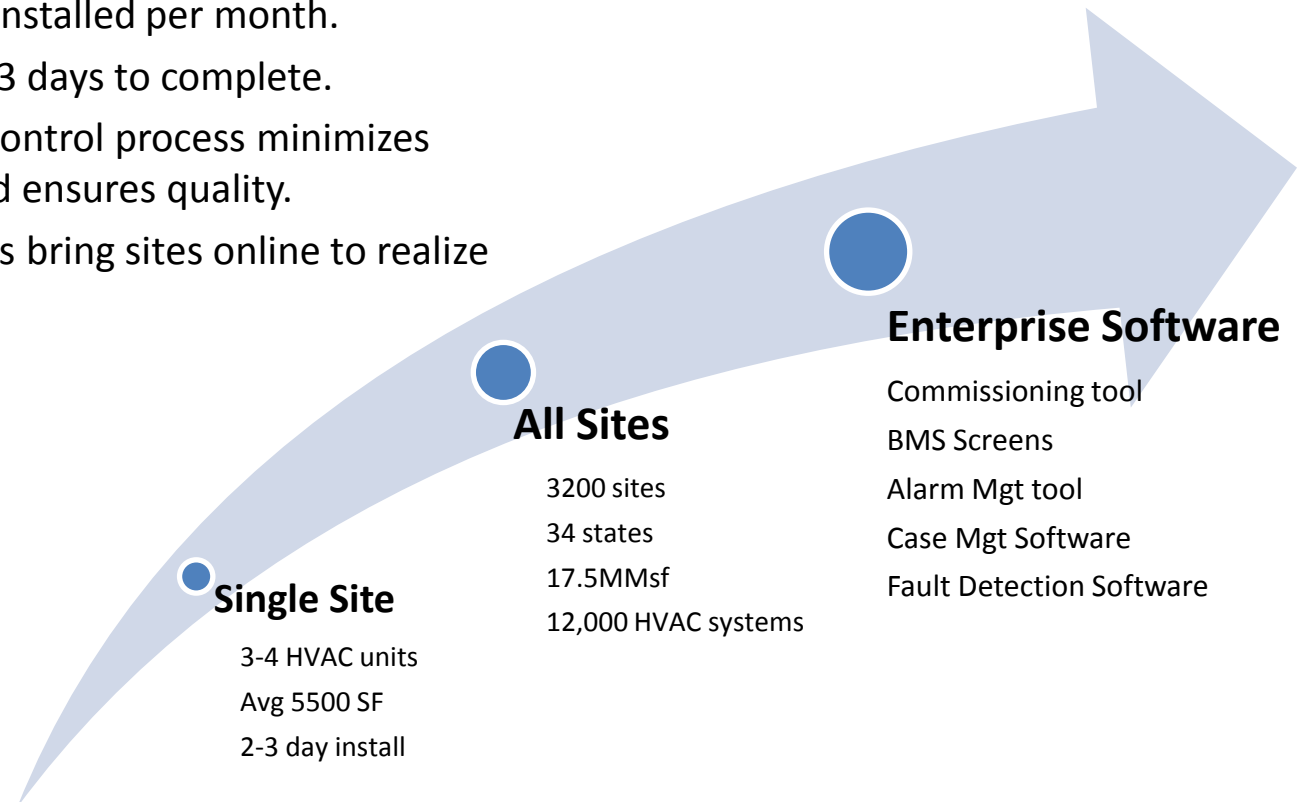 nstalled per month.
3 days to complete.
ontrol process minimizes
d ensures quality.
s bring sites online to realize
Enterprise Software
Commissioning tool
BMS Screens
Alarm Mgt tool
Case Mgt Software
Fault Detection Software
All Sites
3200 sites
34 states
17.5MMsf
12,000 HVAC systems
Single Site
3-4 HVAC units
Avg 5500 SF
2-3 day install